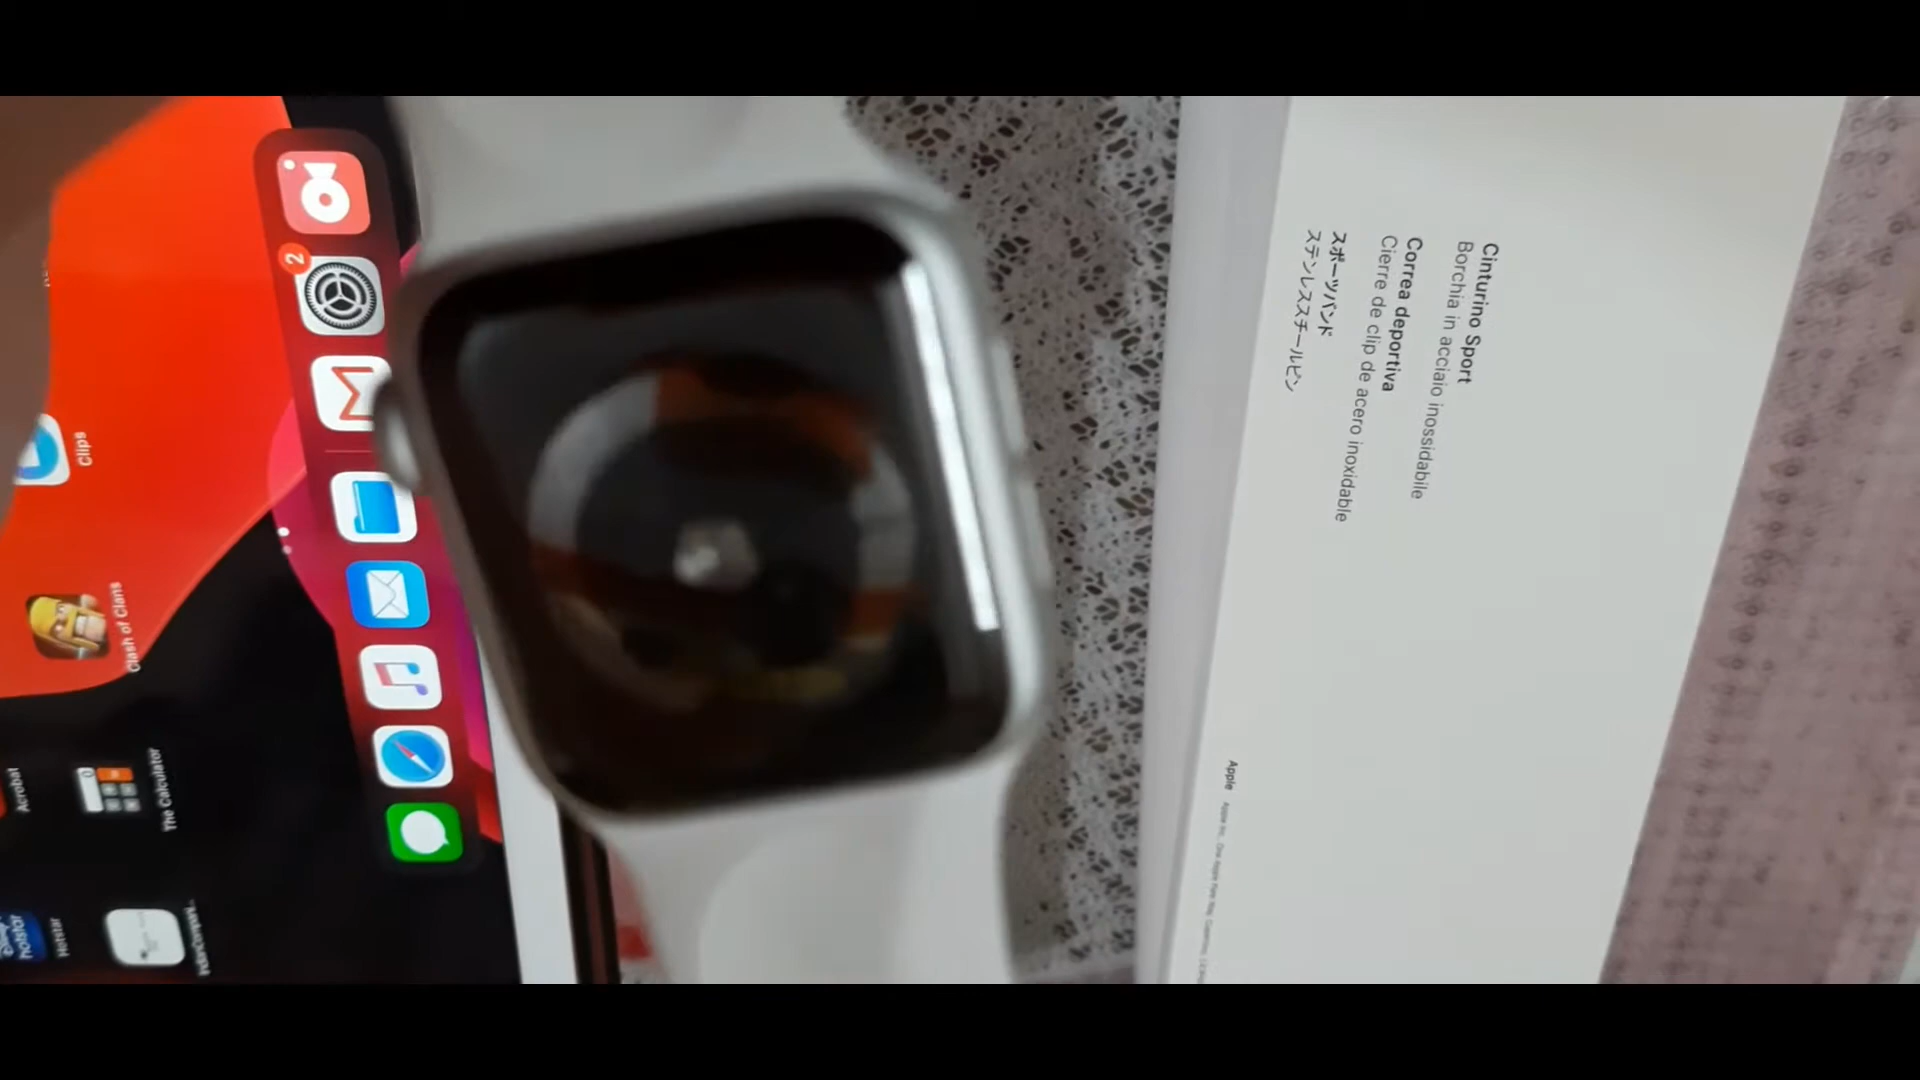 Cinturino Sport
Borchia in acciaio inossidabile
Correa deportiva
Cierre de clip de acero inoxidable
スポーツバンド
ステンレススチールピン
Apple
2
Clips
Clash of Clans
Acrobat
The Calculator
hotstar
Hotstar